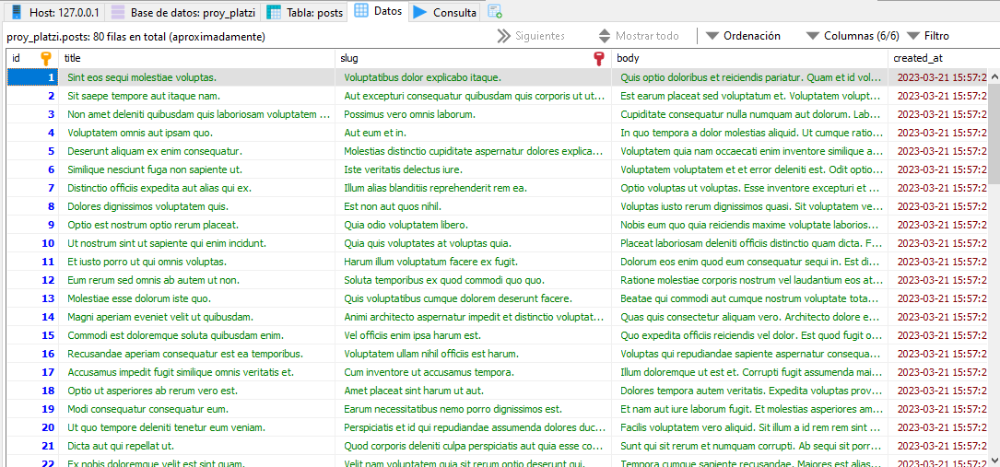 Host: 127.0.0.1 Base de datos: proy_platzi Tabla: posts Datos Consulta
proy_platzi.posts: 80 filas en total (aproximadamente) Siguientes Mostrar todo Ordenación Columnas (6/6) Filtro
id title slug body created_at
1 Sint eos sequi molestiae voluptas. Voluptatibus dolor explicabo itaque. Quis optio doloribus et reiciendis pariatur. Quam et id vol... 2023-03-21 15:57:2
2 Sit saepe tempore aut itaque nam. Aut excepturi consequatur quibusdam quis corporis ut ut... Est earum placeat sed voluptatum et. Voluptatem volupt... 2023-03-21 15:57:2
3 Non amet deleniti quibusdam quis laboriosam voluptatem ... Possimus vero omnis laborum. Cupiditate consequatur nulla numquam aut dolorum. Lab... 2023-03-21 15:57:2
4 Voluptatem omnis aut ipsam quo. Aut eum et in. In quo tempora a dolor molestias aliquid. Ut cumque ratio... 2023-03-21 15:57:2
5 Deserunt aliquam ex enim consequatur. Molestias distinctio cupiditate aspernatur dolores explica... Voluptatem quia nam occaecati enim inventore similique a... 2023-03-21 15:57:2
6 Similique nesciunt fuga non sapiente ut. Iste veritatis delectus iure. Voluptatem voluptatem et et error deleniti est. Odit optio... 2023-03-21 15:57:2
7 Distinctio officiis expedita aut alias qui ex. Illum alias blanditiis reprehenderit rem ea. Optio voluptas ut voluptas. Esse inventore excepturi et ... 2023-03-21 15:57:2
8 Dolores dignissimos voluptatem quis. Est non aut quos nihil. Voluptas iusto rerum dignissimos quasi. Sit voluptatem ve... 2023-03-21 15:57:2
9 Optio est nostrum optio rerum placeat. Quia odio voluptatem libero. Nobis eum quo quia reiciendis maxime voluptate laborios... 2023-03-21 15:57:2
10 Ut nostrum sint ut sapiente qui enim incidunt. Quia quis voluptates at voluptas quia. Placeat laboriosam deleniti officiis distinctio quam dicta. F... 2023-03-21 15:57:2
11 Et iusto porro ut qui omnis voluptas. Harum illum voluptatum facere ex fugit. Dolorum eos enim quod eum consequatur sequi in. Est di... 2023-03-21 15:57:2
12 Eum rerum sed omnis ab autem ut non. Soluta temporibus ex quod commodi quo quo. Ratione molestiae corporis nostrum vel laudantium eos at... 2023-03-21 15:57:2
13 Molestiae esse dolorum iste quo. Quis voluptatibus cumque dolorem deserunt facere. Beatae qui commodi aut cumque nostrum voluptate tota... 2023-03-21 15:57:2
14 Magni aperiam eveniet velit ut quibusdam. Animi architecto aspernatur impedit et distinctio voluptat... Quas quis consectetur aliquam vero. Architecto dolore e... 2023-03-21 15:57:2
15 Commodi est doloremque soluta quibusdam enim. Vel officiis enim ipsa harum est. Quo expedita officiis reiciendis vel dolor. Est quod fugit o... 2023-03-21 15:57:2
16 Recusandae aperiam consequatur est ea temporibus. Voluptatem ullam nihil officiis est harum. Voluptas qui repudiandae sapiente aspernatur consequa... 2023-03-21 15:57:2
17 Accusamus impedit fugit similique omnis veritatis et. Cum inventore ut accusamus tempora. Illum doloremque ut est et. Corrupti fugit assumenda mai... 2023-03-21 15:57:2
18 Optio ut asperiores ab rerum vero est. Amet placeat sint harum ut aut. Dolores tempora autem veritatis. Expedita voluptas prov... 2023-03-21 15:57:2
19 Modi consequatur consequatur eum. Earum necessitatibus nemo porro dignissimos est. Et nam aut iure laborum fugit. Et molestias asperiores am... 2023-03-21 15:57:2
20 Ut quo tempore deleniti tenetur eum veniam. Perspiciatis et id qui repudiandae assumenda dolores duc... Facilis voluptatem vero aliquid. Sit illum a id rem rem sint ... 2023-03-21 15:57:2
21 Dicta aut qui repellat ut. Quod corporis deleniti culpa perspiciatis aut quia esse co... Sunt qui sit rerum et numquam corrupti. Ab sequi sit porr... 2023-03-21 15:57:2
22 Ex nobis doloremque velit est sint quam. Velit nam voluptatum quia sit rerum optio deserunt qui. Tempora cumque sapiente recusandae. Maiores est alias... 2023-03-21 15:57:2